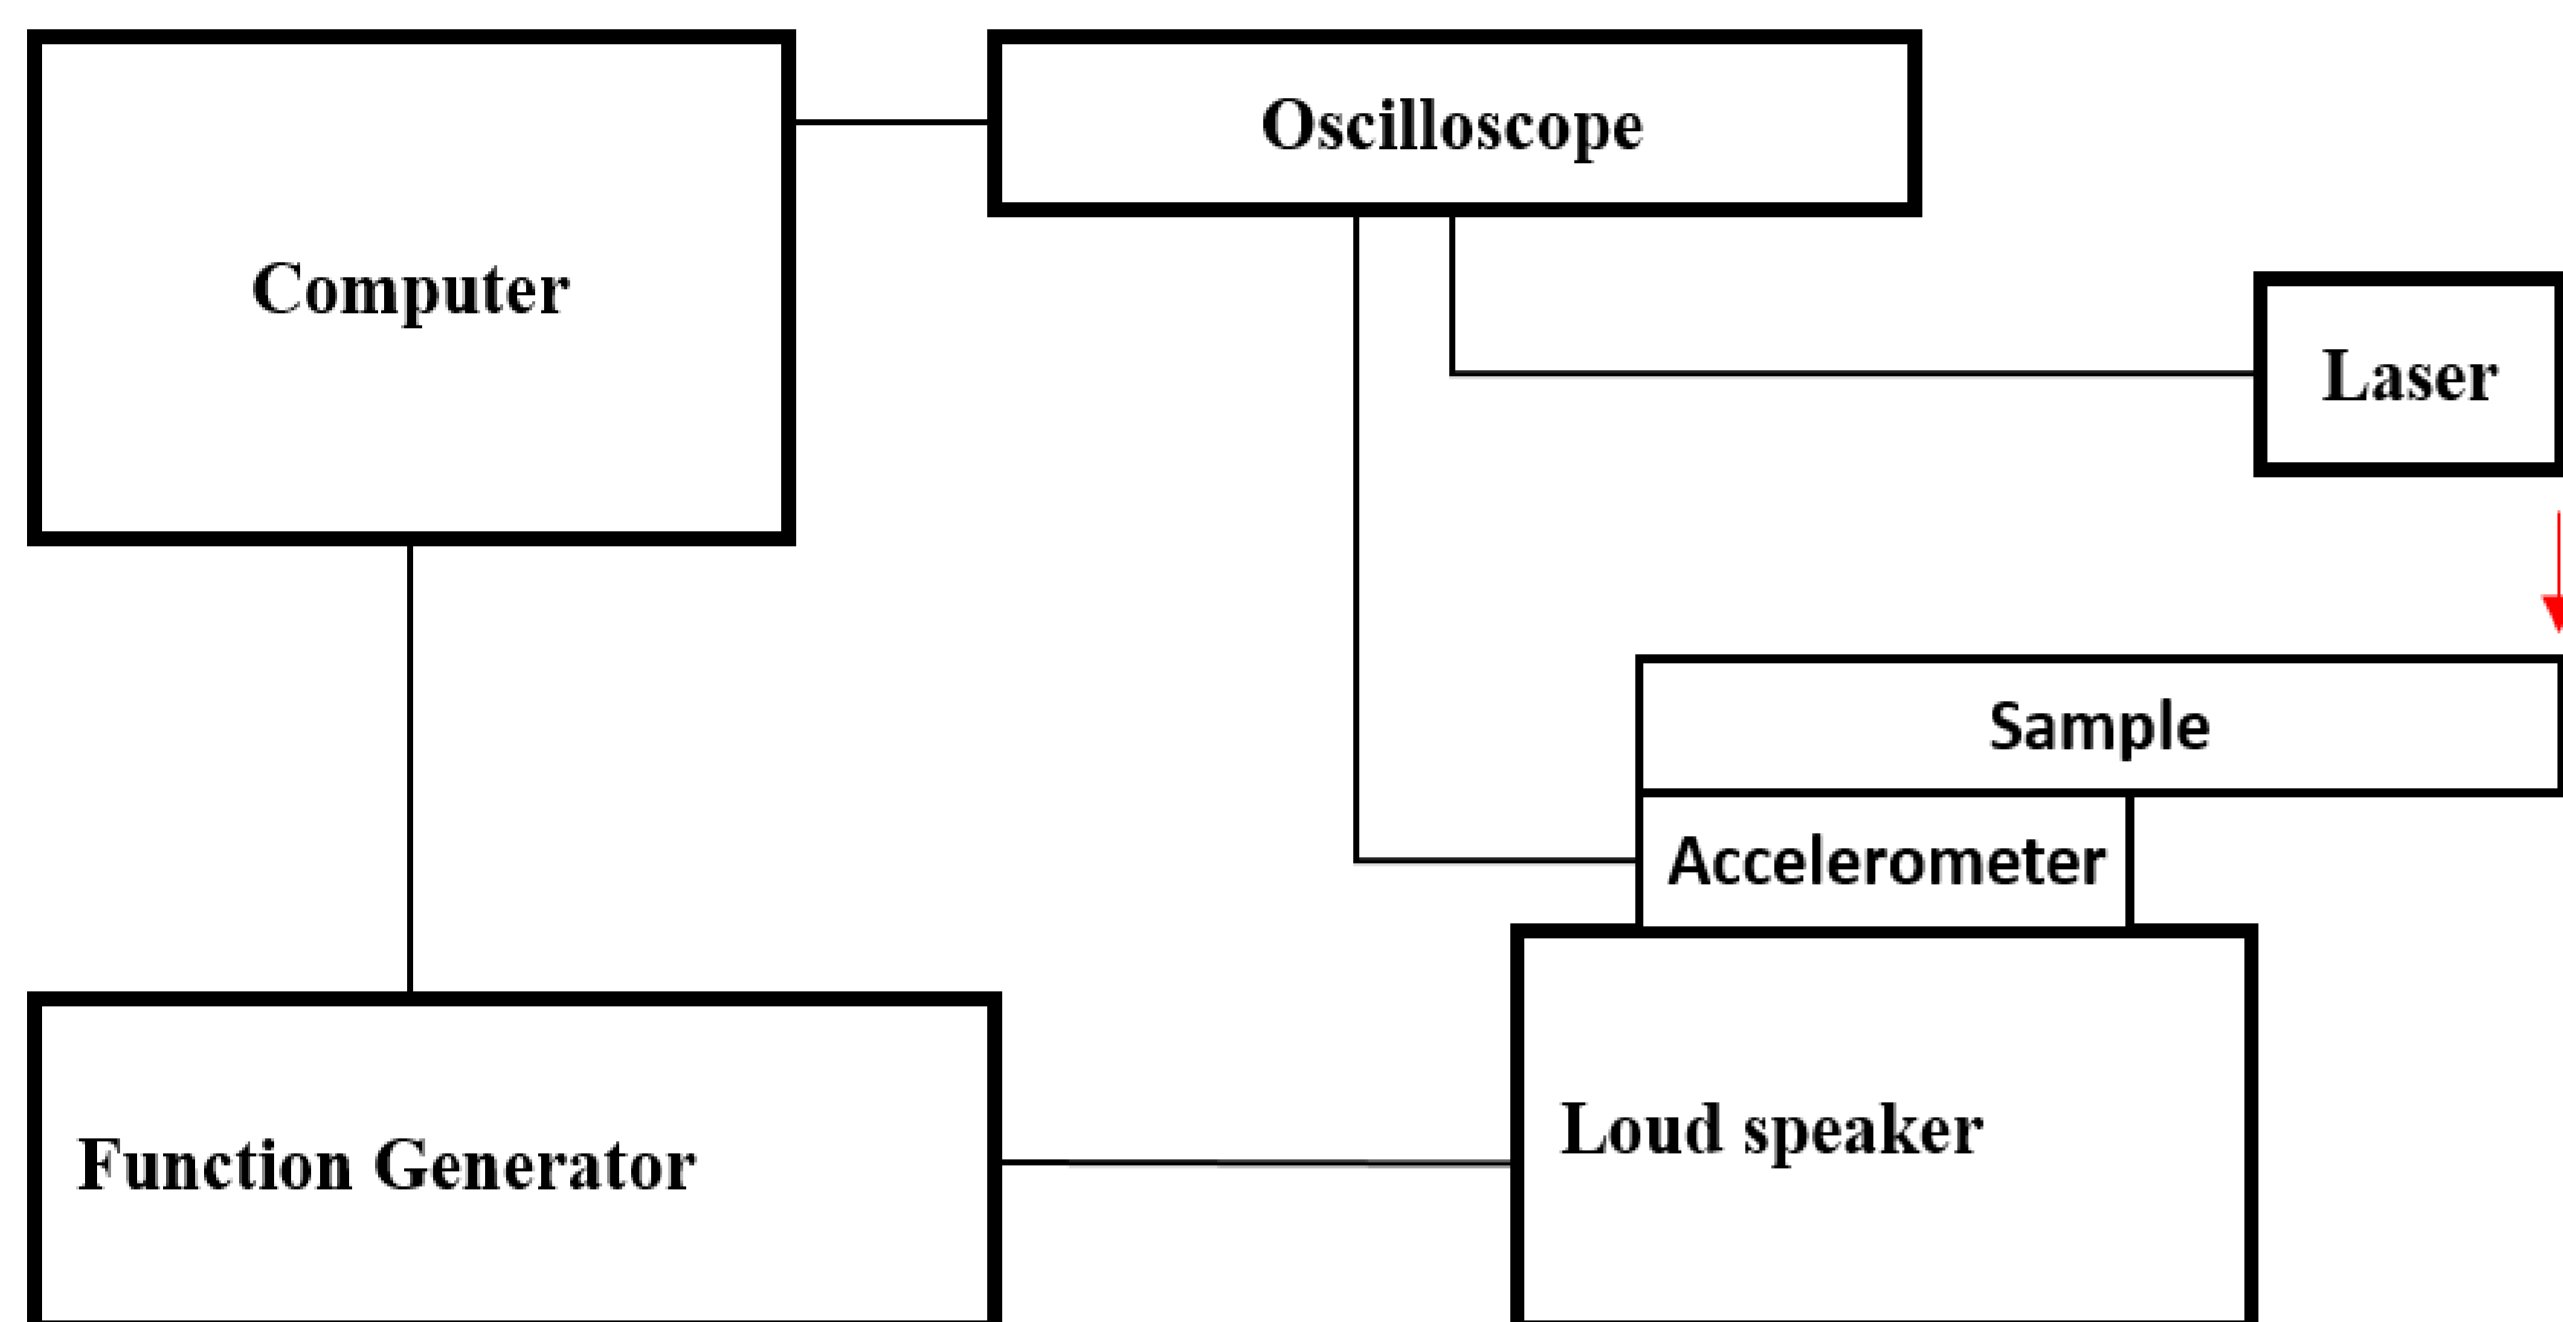 Oscilloscope
Computer
Laser
Sample
Accelerometer
Loud speaker
Function Generator